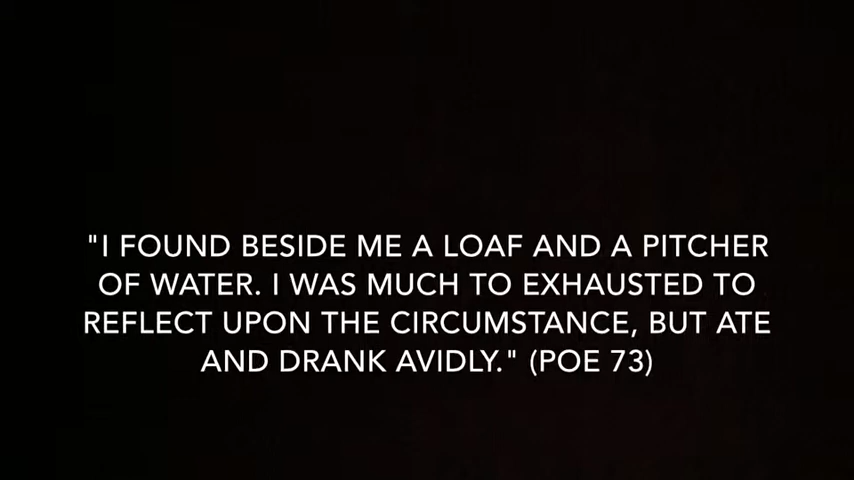 "I FOUND BESIDE ME A LOAF AND A PITCHER
OF WATER. I WAS MUCH TO EXHAUSTED TO
REFLECT UPON THE CIRCUMSTANCE, BUT ATE
AND DRANK AVIDLY." (POE 73)